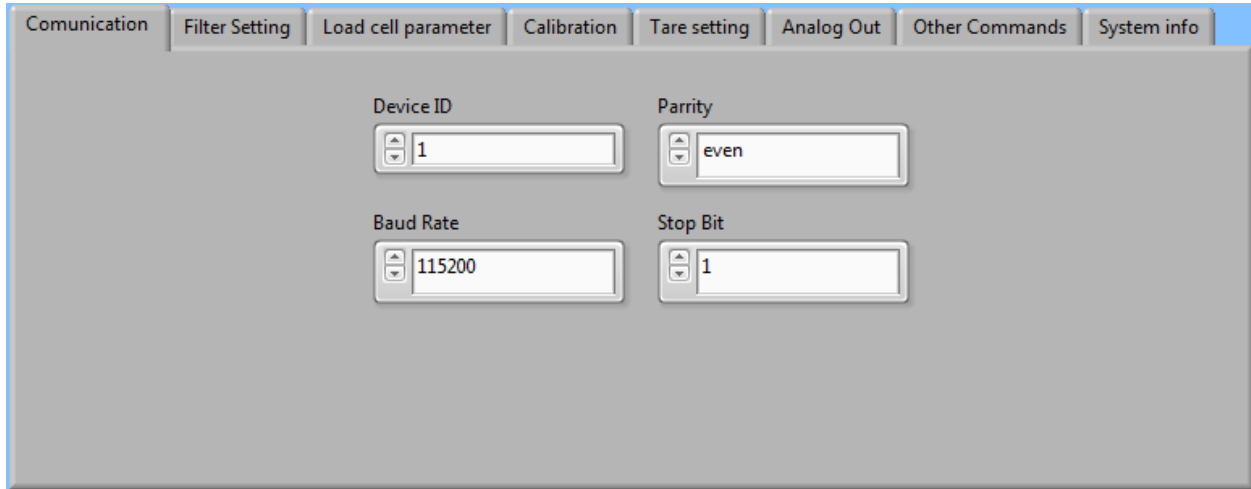 Comunication Filter Setting Load cell parameter Calibration Tare setting Analog Out Other Commands System info
Device ID Parrity
1 even
Baud Rate Stop Bit
115200 1